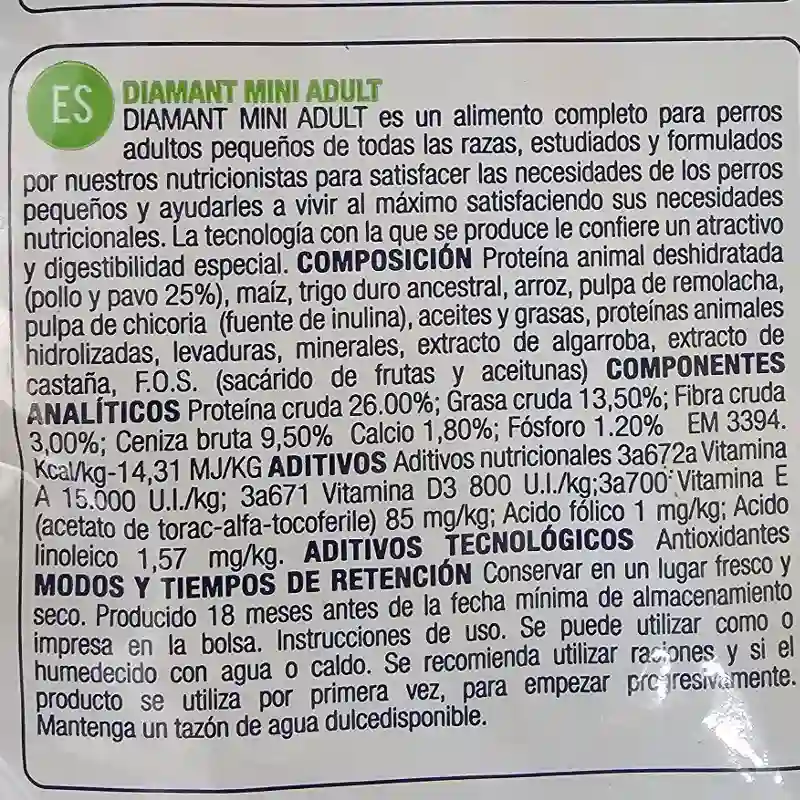 ES
DIAMANT MINI ADULT
DIAMANT MINI ADULT es un alimento completo para perros
adultos pequeños de todas las razas, estudiados y formulados
por nuestros nutricionistas para satisfacer las necesidades de los perros
pequeños y ayudarles a vivir al máximo satisfaciendo sus necesidades
nutricionales. La tecnología con la que se produce le confiere un atractivo
y digestibilidad especial. COMPOSICIÓN Proteína animal deshidratada
(pollo y pavo 25%), maíz, trigo duro ancestral, arroz, pulpa de remolacha,
pulpa de chicoria (fuente de inulina), aceites y grasas, proteínas animales
hidrolizadas, levaduras, minerales, extracto de algarroba, extracto de
castaña, F.O.S. (sacárido de frutas y aceitunas) COMPONENTES
ANALÍTICOS Proteína cruda 26.00%; Grasa cruda 13,50%; Fibra cruda
3,00%; Ceniza bruta 9,50% Calcio 1,80%; Fósforo 1.20% EM 3394.
Kcal/kg-14,31 MJ/KG ADITIVOS Aditivos nutricionales 3a672a Vitamina
A 15.000 U.I./kg; 3a671 Vitamina D3 800 U.I./kg;3a700 Vitamina E
(acetato de torac-alfa-tocoferile) 85 mg/kg; Acido fólico 1 mg/kg; Acido
linoleico 1,57 mg/kg. ADITIVOS TECNOLÓGICOS Antioxidantes
MODOS Y TIEMPOS DE RETENCIÓN Conservar en un lugar fresco y
seco. Producido 18 meses antes de la fecha mínima de almacenamiento
impresa en la bolsa. Instrucciones de uso. Se puede utilizar como o
humedecido con agua o caldo. Se recomienda utilizar raciones y si el
producto se utiliza por primera vez, para empezar progresivamente.
Mantenga un tazón de agua dulcedisponible.